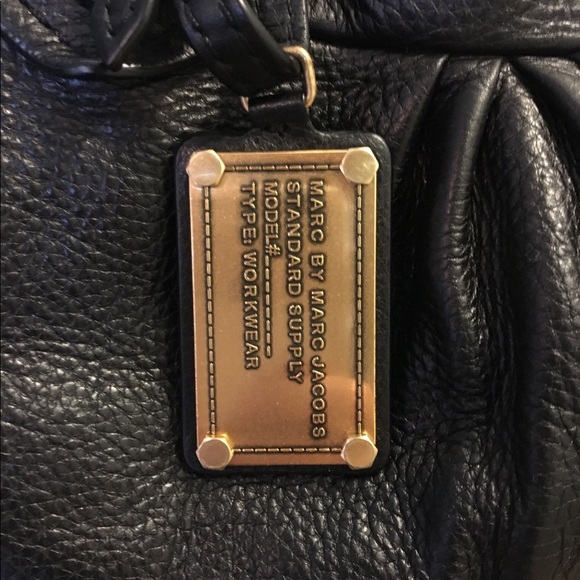 MARC BY MARC JACOBS
STANDARD SUPPLY
MODEL#---------
TYPE: WORKWEAR